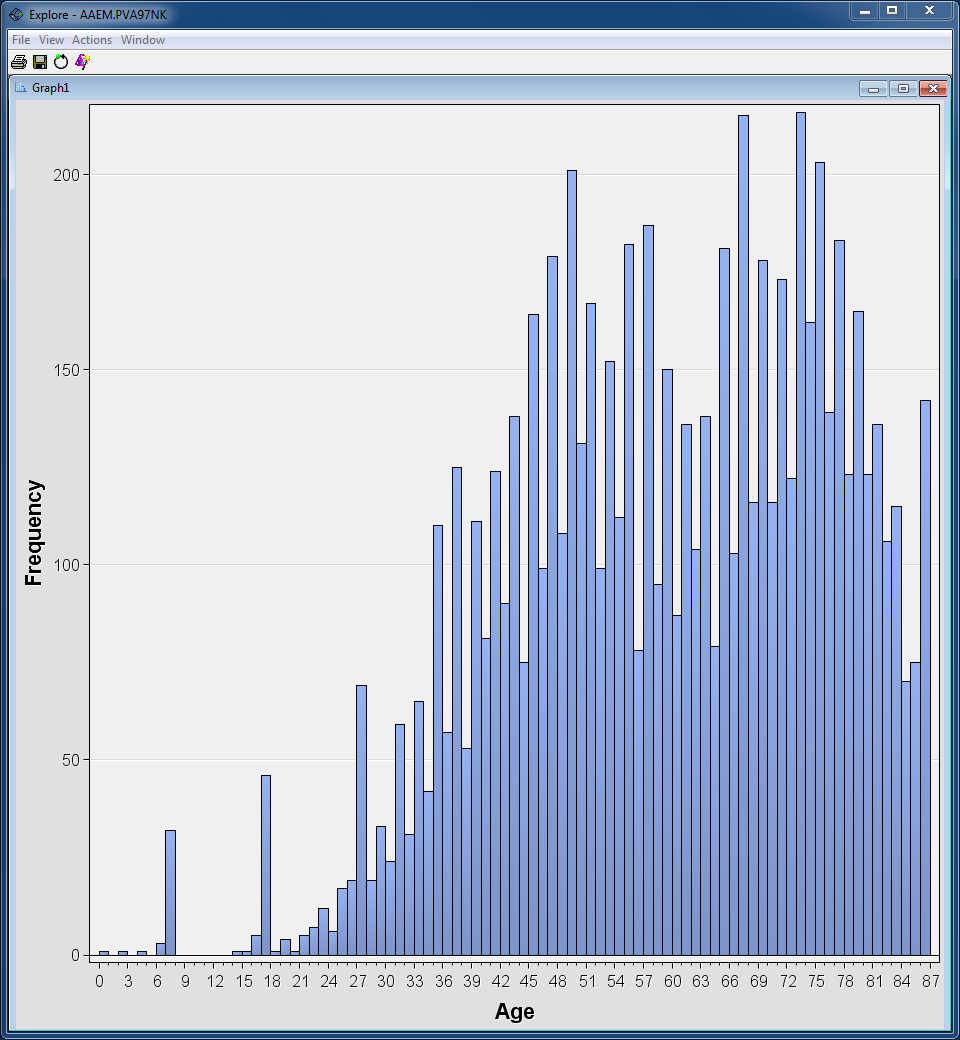 Explore - AAEM.PVA97NK
File View Actions Window
Graph1
200
150
100
50
0
Frequency
0 3 6 9 12 15 18 21 24 27 30 33 36 39 42 45 48 51 54 57 60 63 66 69 72 75 78 81 84 87
Age